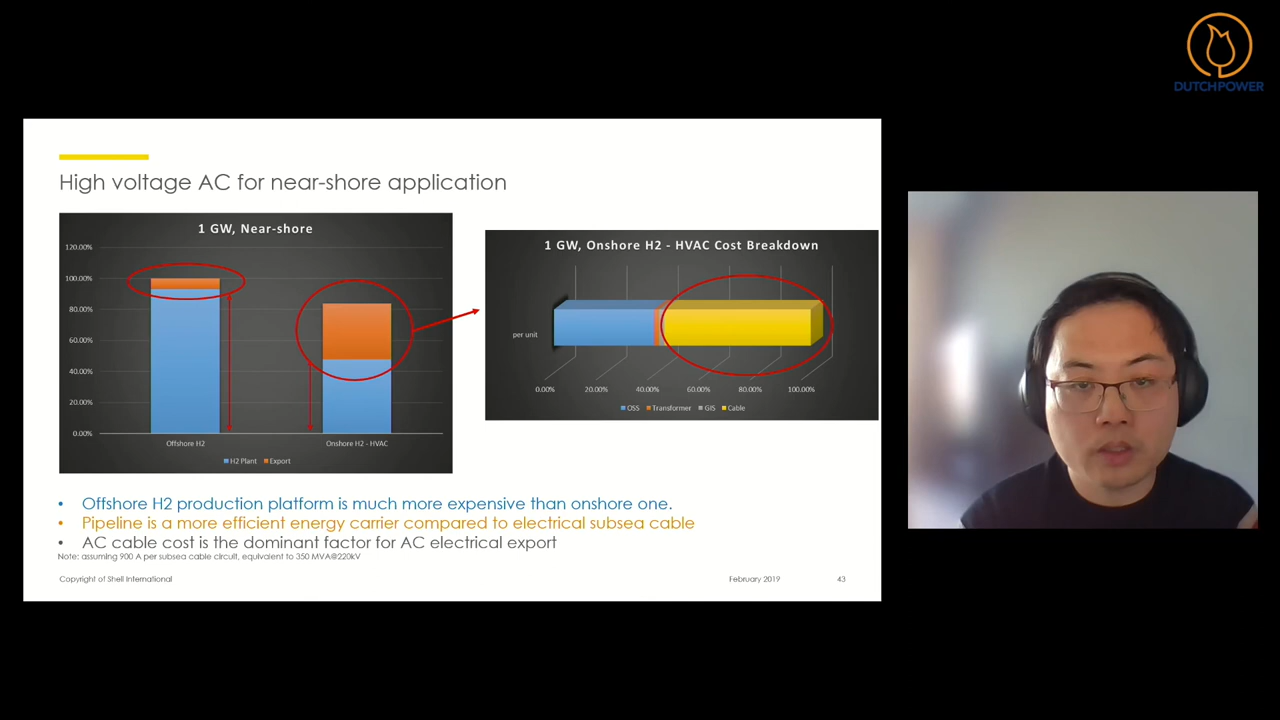 DUTCH POWER
High voltage AC for near-shore application
1 GW, Near-shore
120.00%
100.00%
80.00%
60.00%
40.00%
20.00%
0.00%
Offshore H2
Onshore H2 - HVAC
H2 Plant
Export
1 GW, Onshore H2 - HVAC Cost Breakdown
per unit
0.00%
20.00%
40.00%
60.00%
80.00%
100.00%
OSS
Transformer
GIS
Cable
• Offshore H2 production platform is much more expensive than onshore one.
• Pipeline is a more efficient energy carrier compared to electrical subsea cable
• AC cable cost is the dominant factor for AC electrical export
Note: assuming 900 A per subsea cable circuit, equivalent to 350 MVA@220kV
Copyright of Shell International
February 2019
43